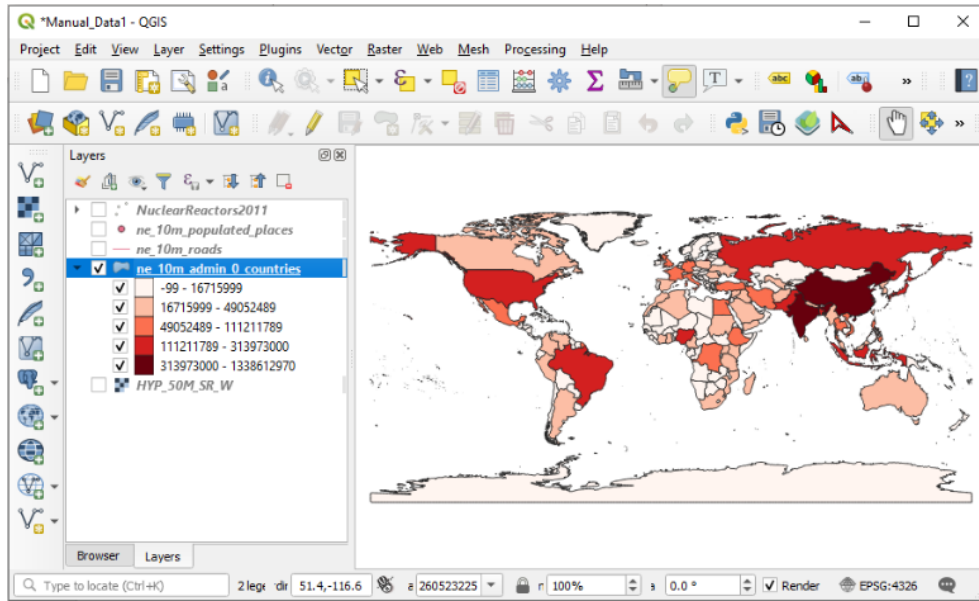 *Manual_Data1 - QGIS
Project Edit View Layer Settings Plugins Vector Raster Web Mesh Processing Help
Layers
NuclearReactors2011
ne_10m_populated_places
ne_10m_roads
ne_10m_admin_0_countries
-99 - 16715999
16715999 - 49052489
49052489 - 111211789
111211789 - 313973000
313973000 - 1338612970
HYP_50M_SR_W
Browser Layers
Type to locate (Ctrl+K) 2 lege dir 51.4,-116.6 a 260523225 r 100% a 0.0 ° Render EPSG:4326